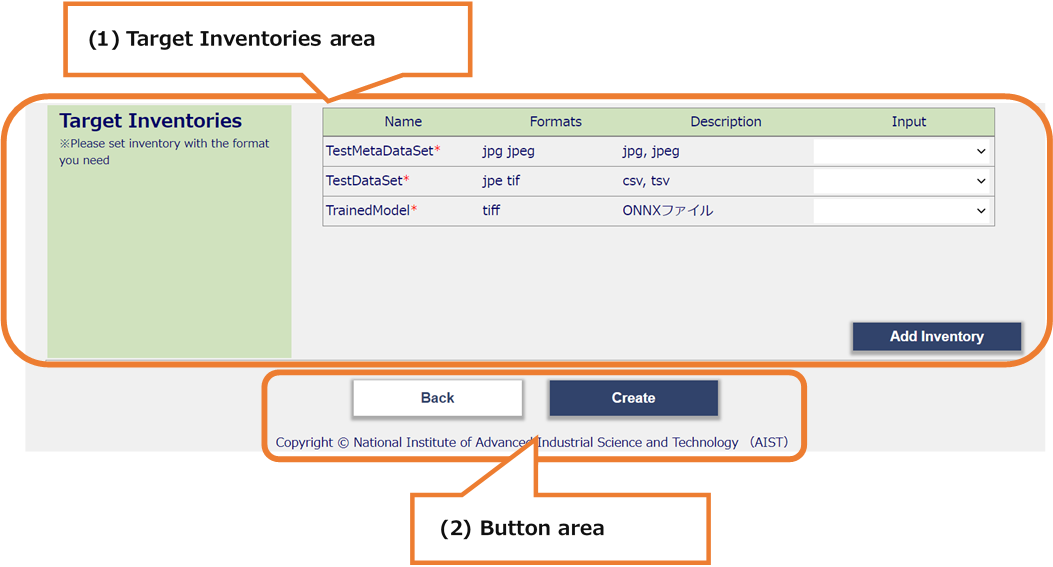 (1) Target Inventories area
Target Inventories
※Please set inventory with the format
you need
Name Formats Description Input
TestMetaDataSet* jpg jpeg jpg, jpeg
TestDataSet* jpe tif csv, tsv
TrainedModel* tiff ONNXファイル
Add Inventory
Back Create
Copyright © National Institute of Advanced Industrial Science and Technology （AIST）
(2) Button area